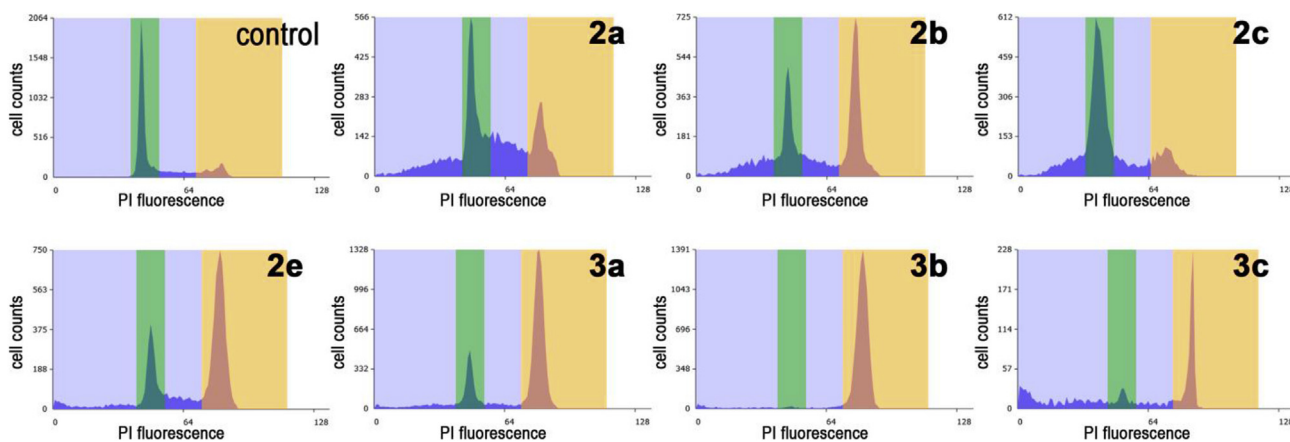 control
cell counts
2064
1548
1032
516
0
0 64 128
PI fluorescence
2a
cell counts
566
425
283
142
0
0 64 128
PI fluorescence
2b
cell counts
725
544
363
181
0
0 64 128
PI fluorescence
2c
cell counts
612
459
306
153
0
0 64 128
PI fluorescence
2e
cell counts
750
563
375
188
0
0 64 128
PI fluorescence
3a
cell counts
1328
996
664
332
0
0 64 128
PI fluorescence
3b
cell counts
1391
1043
696
348
0
0 64 128
PI fluorescence
3c
cell counts
228
171
114
57
0
0 64 128
PI fluorescence